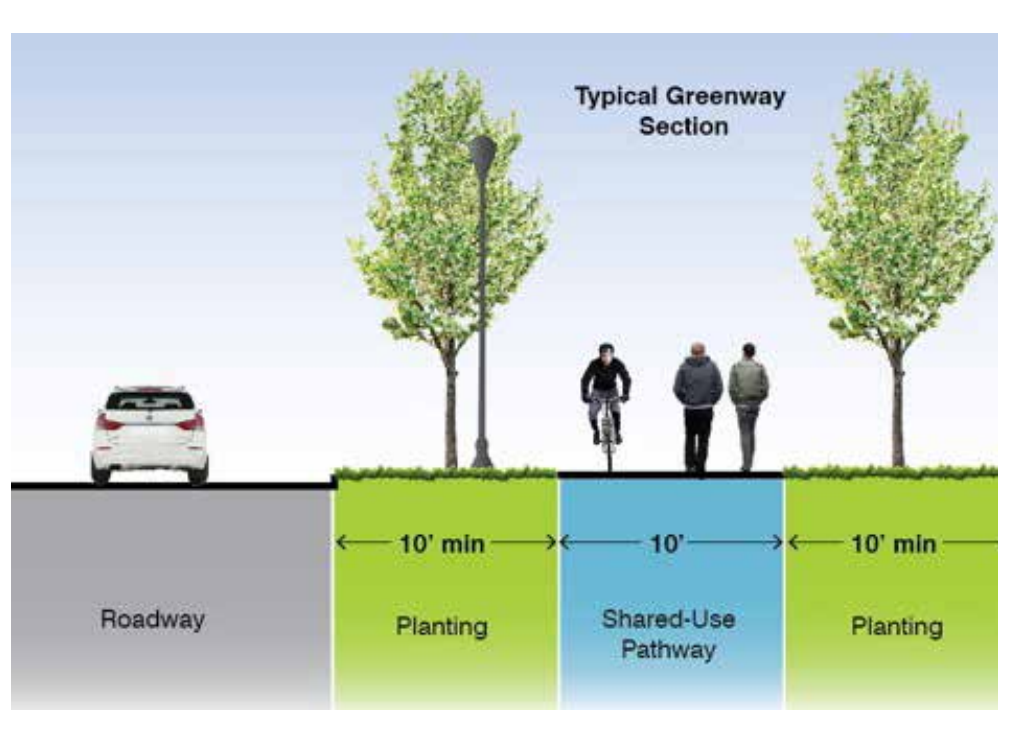 Typical Greenway
Section
10’ min
10’
10’ min
Roadway
Planting
Shared-Use
Pathway
Planting